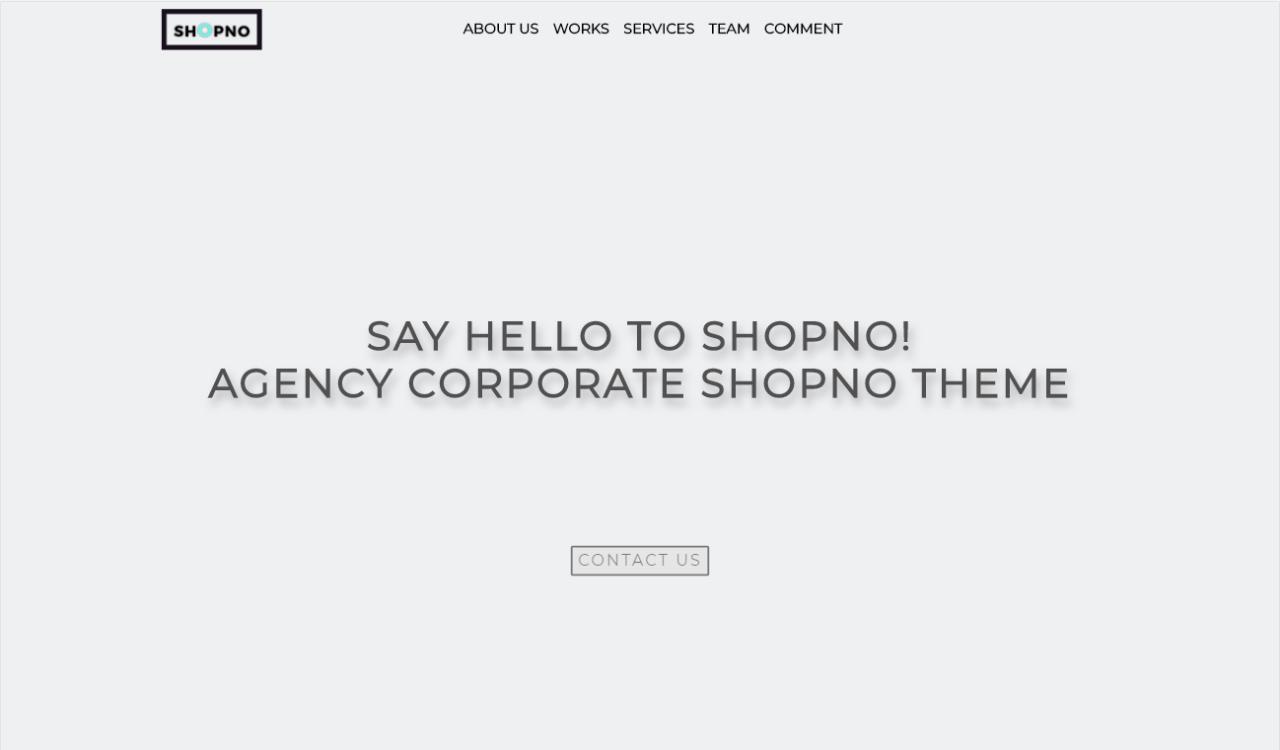 SHOPNO
ABOUT US WORKS SERVICES TEAM COMMENT
SAY HELLO TO SHOPNO!
AGENCY CORPORATE SHOPNO THEME
CONTACT US